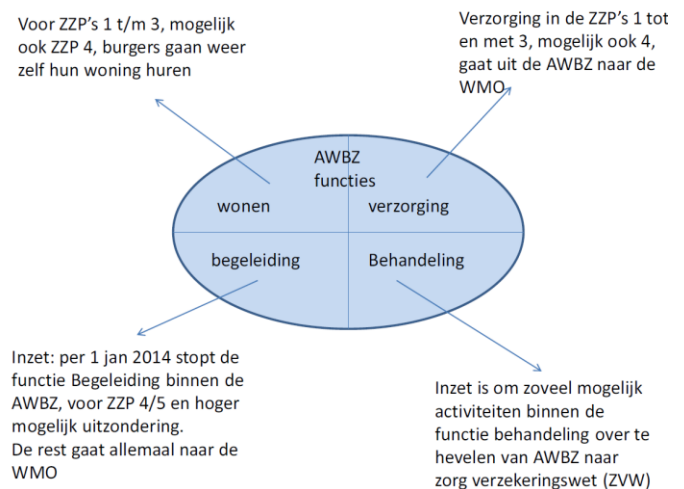 Voor ZZP's 1 t/m 3, mogelijk
ook ZZP 4, burgers gaan weer
zelf hun woning huren
Verzorging in de ZZP's 1 tot
en met 3, mogelijk ook 4,
gaat uit de AWBZ naar de
WMO
AWBZ
functies
wonen
verzorging
begeleiding
Behandeling
Inzet: per 1 jan 2014 stopt de
functie Begeleiding binnen de
AWBZ, voor ZZP 4/5 en hoger
mogelijk uitzondering.
De rest gaat allemaal naar de
WMO
Inzet is om zoveel mogelijk
activiteiten binnen de
functie behandeling over te
hevelen van AWBZ naar
zorg verzekeringswet (ZVW)